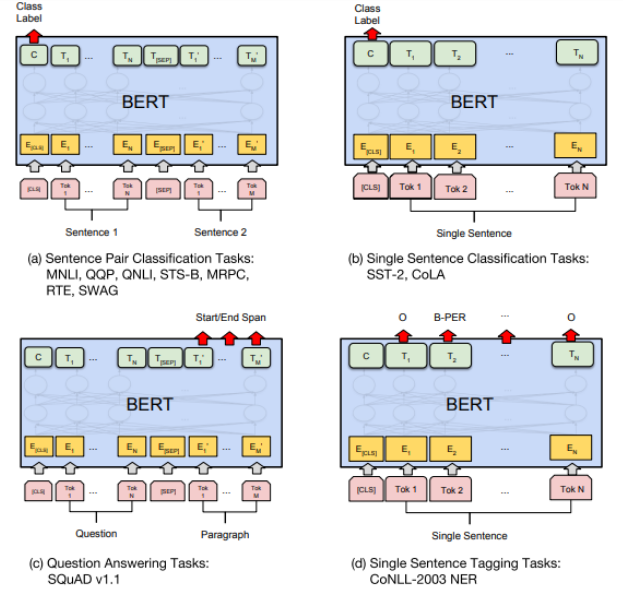 Class
Label
C T1 ... TN T[SEP] T1' ... TM'
BERT
E[CLS] E1 ... EN E[SEP] E1' ... EM'
[CLS] Tok 1 ... Tok N [SEP] Tok 1 ... Tok M
Sentence 1 Sentence 2
(a) Sentence Pair Classification Tasks:
MNLI, QQP, QNLI, STS-B, MRPC,
RTE, SWAG
Class
Label
C T1 T2 ... TN
BERT
E[CLS] E1 E2 ... EN
[CLS] Tok 1 Tok 2 ... Tok N
Single Sentence
(b) Single Sentence Classification Tasks:
SST-2, CoLA
Start/End Span
C T1 ... TN T[SEP] T1' ... TM'
BERT
E[CLS] E1 ... EN E[SEP] E1' ... EM'
[CLS] Tok 1 ... Tok N [SEP] Tok 1 ... Tok M
Question Paragraph
(c) Question Answering Tasks:
SQuAD v1.1
O B-PER ... O
C T1 T2 ... TN
BERT
E[CLS] E1 E2 ... EN
[CLS] Tok 1 Tok 2 ... Tok N
Single Sentence
(d) Single Sentence Tagging Tasks:
CoNLL-2003 NER